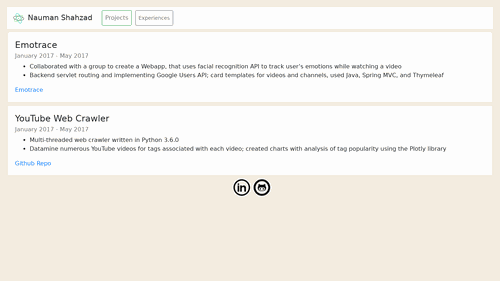 Nauman Shahzad
Projects
Experiences
Emotrace
January 2017 - May 2017
Collaborated with a group to create a Webapp, that uses facial recognition API to track user's emotions while watching a video
Backend servlet routing and implementing Google Users API; card templates for videos and channels, used Java, Spring MVC, and Thymeleaf
Emotrace
YouTube Web Crawler
January 2017 - May 2017
Multi-threaded web crawler written in Python 3.6.0
Datamine numerous YouTube videos for tags associated with each video; created charts with analysis of tag popularity using the Plotly library
Github Repo
in